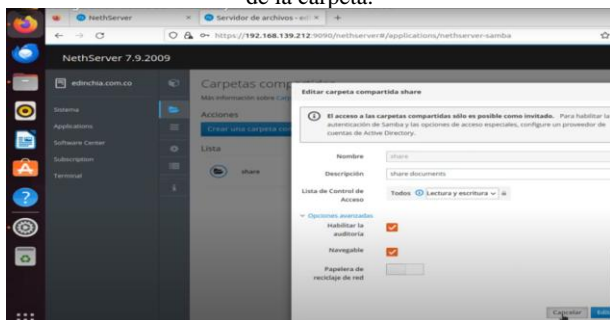 de la carpeta.
NethServer
Servidor de archivos - edi
https://192.168.139.212:9090/nethserver#/applications/nethserver-samba
NethServer 7.9.2009
edinchia.com.co
Sistema
Applications
Software Center
Subscription
Terminal
Carpetas comp
Más información sobre
Acciones
Crear una carpeta com
Lista
share
Editar carpeta compartida share
El acceso a las carpetas compartidas sólo es posible como invitado. Para habilitar la
autenticación de Samba y las opciones de acceso especiales, configure un proveedor de
cuentas de Active Directory.
Nombre
share
Descripción
share documents
Lista de Control de
Acceso
Todos
Lectura y escritura
Opciones avanzadas
Habilitar la
auditoría
Navegable
Papelera de
reciclaje de red
Cancelar
Edit